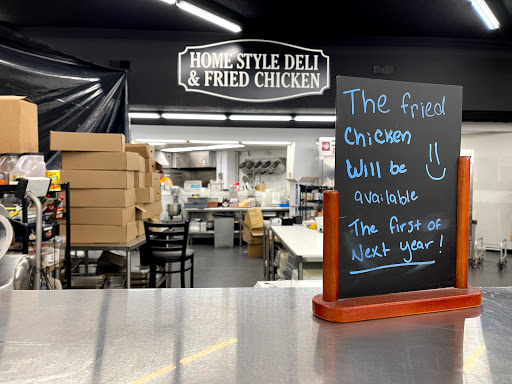 HOME STYLE DELI
& FRIED CHICKEN
The fried
Chicken
Will be
available
The first of
Next year!